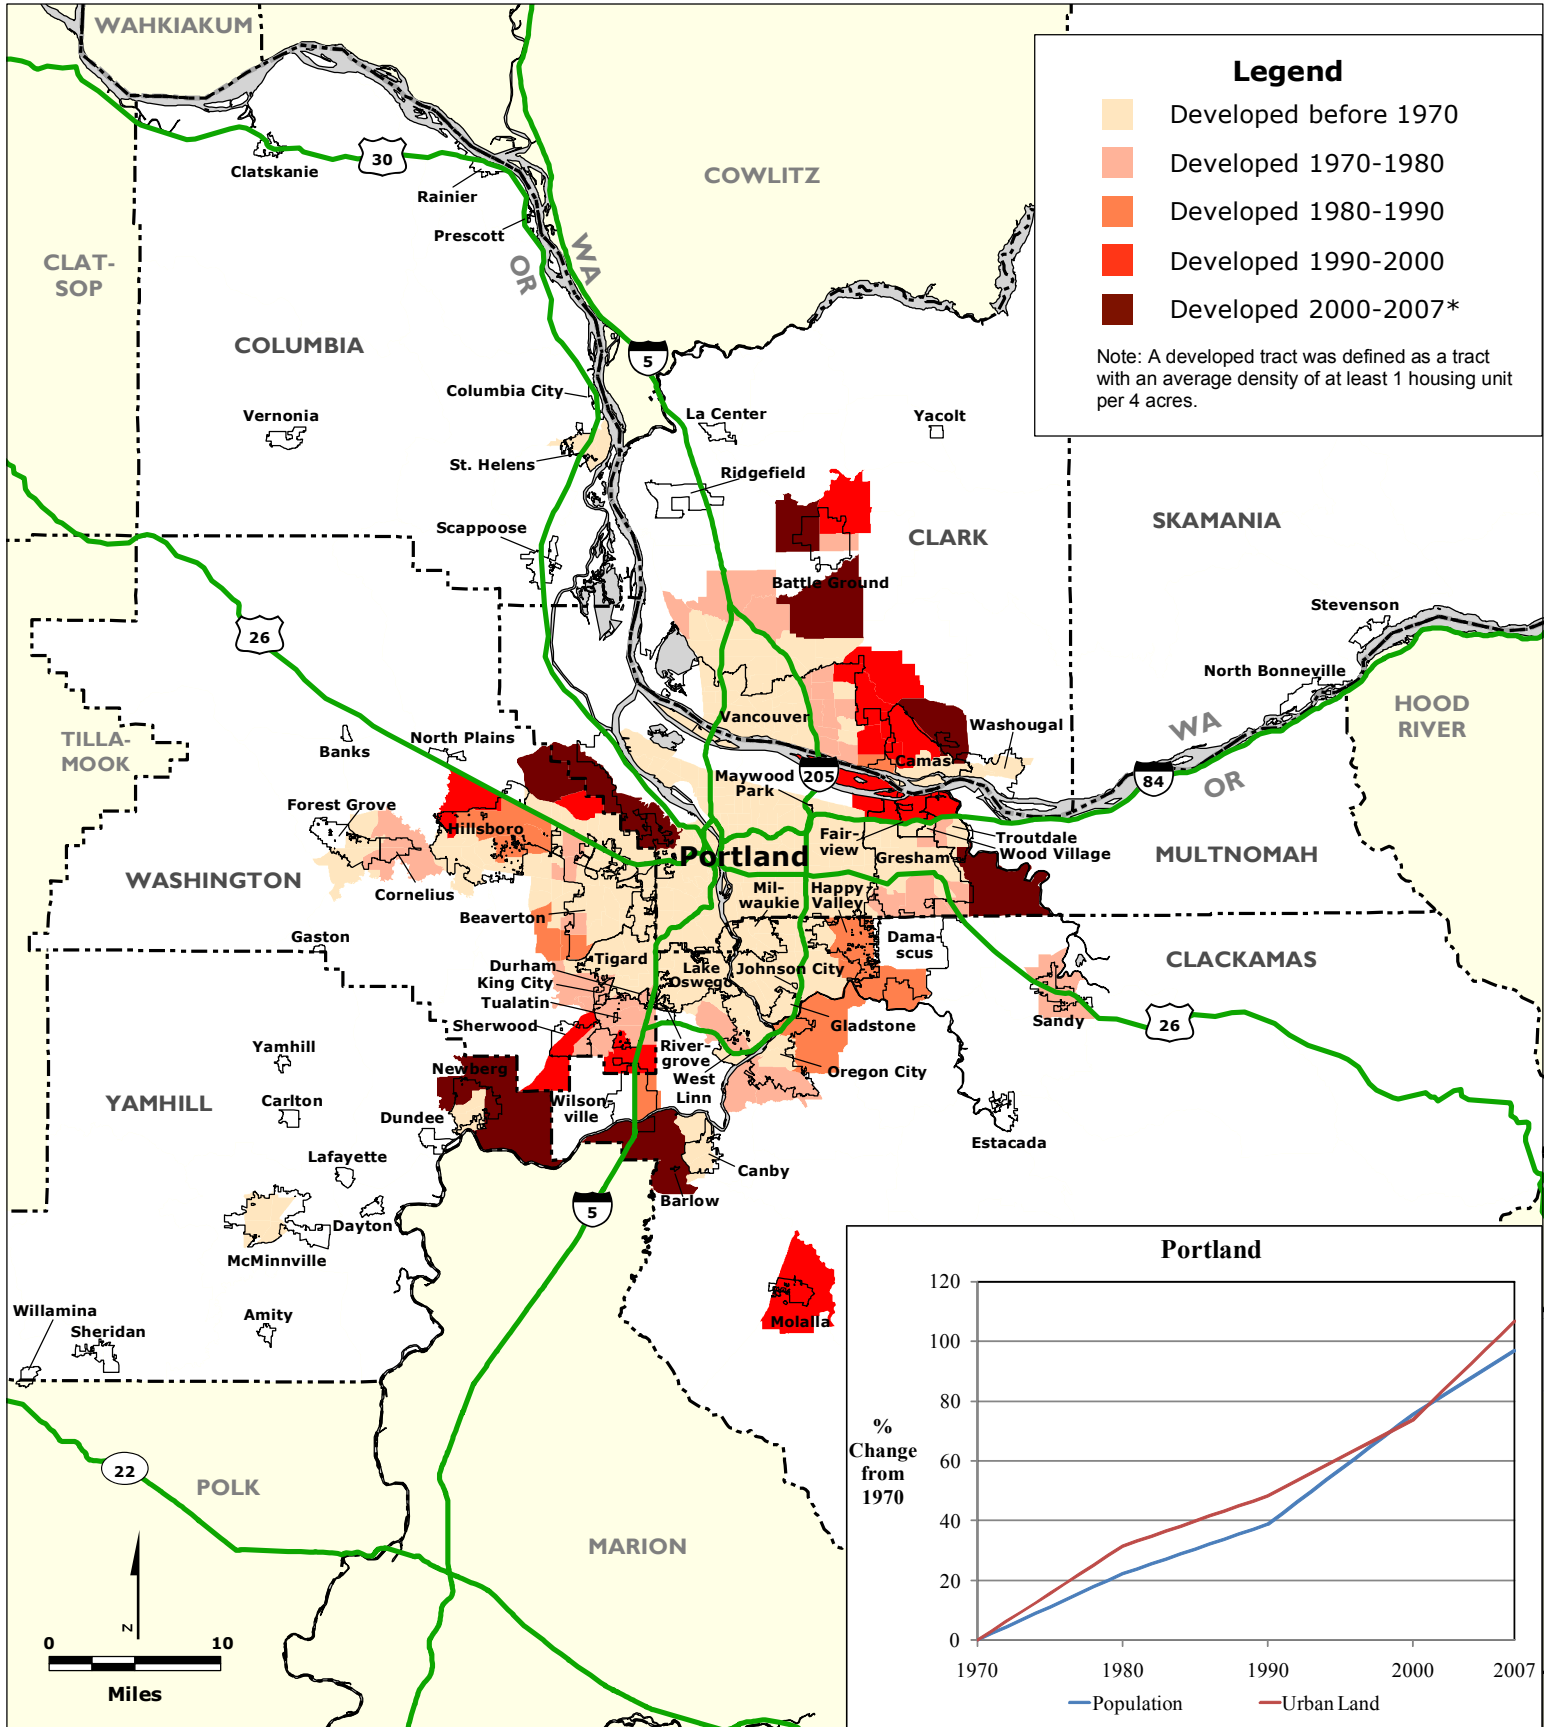 WAHKIAKUM
Legend
Developed before 1970
Developed 1970-1980
Developed 1980-1990
Developed 1990-2000
Developed 2000-2007*
Note: A developed tract was defined as a tract
with an average density of at least 1 housing unit
per 4 acres.
30
Clatskanie
Rainier
Prescott
COWLITZ
CLAT-
SOP
WA
OR
COLUMBIA
5
Columbia City
Vernonia
La Center
Yacolt
St. Helens
Ridgefield
Scappoose
CLARK
SKAMANIA
Battle Ground
Stevenson
26
North Bonneville
HOOD
RIVER
Vancouver
Washougal
WA
OR
TILLA-
MOOK
Banks
North Plains
Camas
205
84
Maywood
Park
Forest Grove
Hillsboro
Fair-
view
Troutdale
Wood Village
Portland
Gresham
MULTNOMAH
WASHINGTON
Cornelius
Mil-
waukie
Happy
Valley
Beaverton
Gaston
Dama-
scus
CLACKAMAS
Tigard
Durham
King City
Tualatin
Lake
Oswego
Johnson City
Sherwood
Gladstone
Sandy
26
Yamhill
River-
grove
Newberg
West
Linn
Oregon City
YAMHILL
Carlton
Wilson-
ville
Dundee
Estacada
Lafayette
Canby
Barlow
5
Dayton
McMinnville
Willamina
Sheridan
Amity
Molalla
22
POLK
MARION
N
0 10
Miles
Portland
120
100
80
60
40
20
0
%
Change
from
1970
1970 1980 1990 2000 2007
Population Urban Land